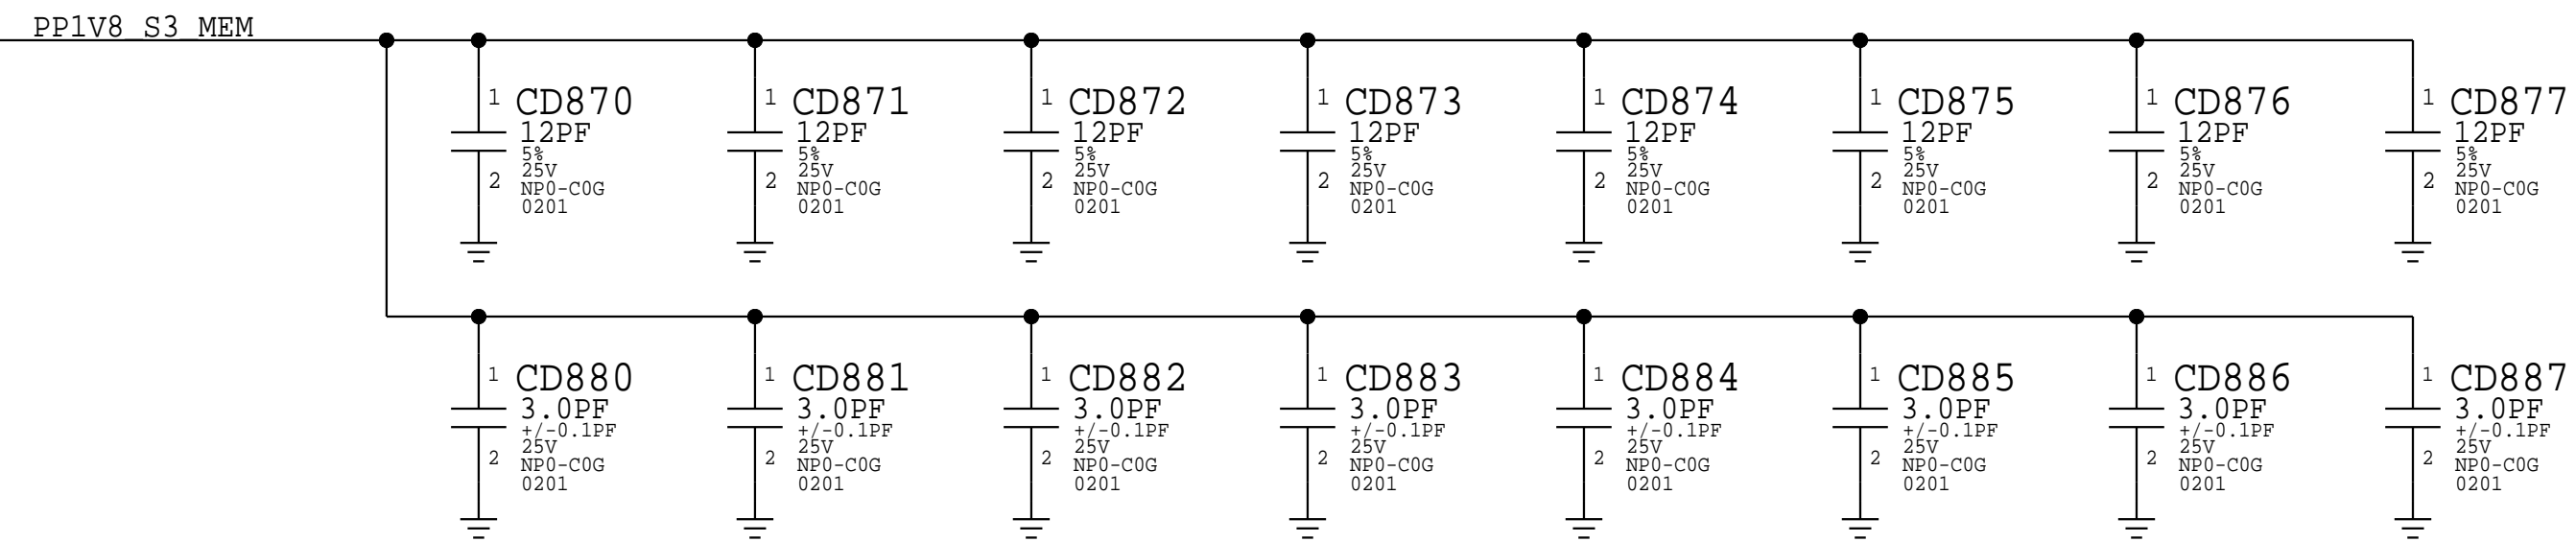 PP1V8_S3_MEM
1 CD870
12PF
5%
25V
2 NP0-C0G
0201
1 CD871
12PF
5%
25V
2 NP0-C0G
0201
1 CD872
12PF
5%
25V
2 NP0-C0G
0201
1 CD873
12PF
5%
25V
2 NP0-C0G
0201
1 CD874
12PF
5%
25V
2 NP0-C0G
0201
1 CD875
12PF
5%
25V
2 NP0-C0G
0201
1 CD876
12PF
5%
25V
2 NP0-C0G
0201
1 CD877
12PF
5%
25V
2 NP0-C0G
0201
1 CD880
3.0PF
+/-0.1PF
25V
2 NP0-C0G
0201
1 CD881
3.0PF
+/-0.1PF
25V
2 NP0-C0G
0201
1 CD882
3.0PF
+/-0.1PF
25V
2 NP0-C0G
0201
1 CD883
3.0PF
+/-0.1PF
25V
2 NP0-C0G
0201
1 CD884
3.0PF
+/-0.1PF
25V
2 NP0-C0G
0201
1 CD885
3.0PF
+/-0.1PF
25V
2 NP0-C0G
0201
1 CD886
3.0PF
+/-0.1PF
25V
2 NP0-C0G
0201
1 CD887
3.0PF
+/-0.1PF
25V
2 NP0-C0G
0201